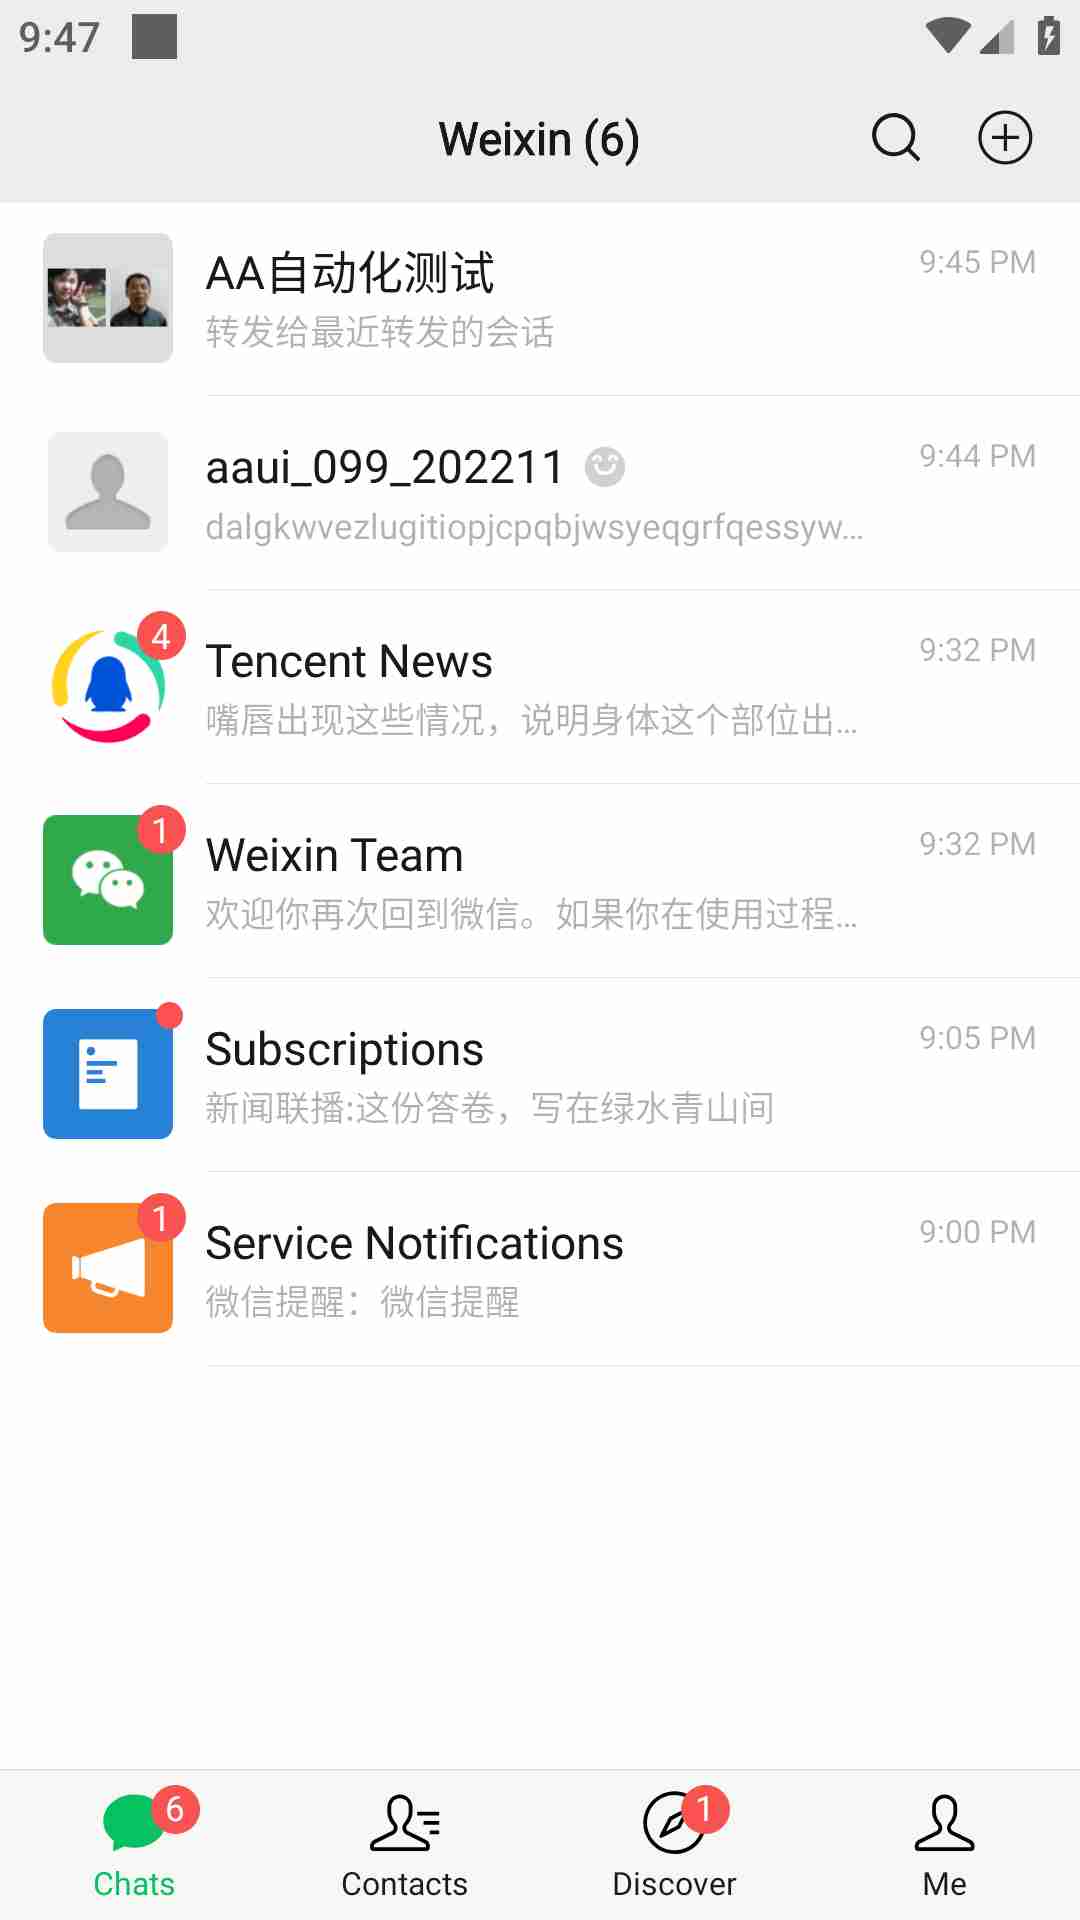 9:47
Weixin (6)
AA自动化测试
9:45 PM
转发给最近转发的会话
aaui_099_202211
9:44 PM
dalgkwvezlugitiopjcpqbjwsyeqgrfqessyw...
4
Tencent News
9:32 PM
嘴唇出现这些情况，说明身体这个部位出...
1
Weixin Team
9:32 PM
欢迎你再次回到微信。如果你在使用过程...
Subscriptions
9:05 PM
新闻联播:这份答卷，写在绿水青山间
1
Service Notifications
9:00 PM
微信提醒：微信提醒
6
1
Chats
Contacts
Discover
Me